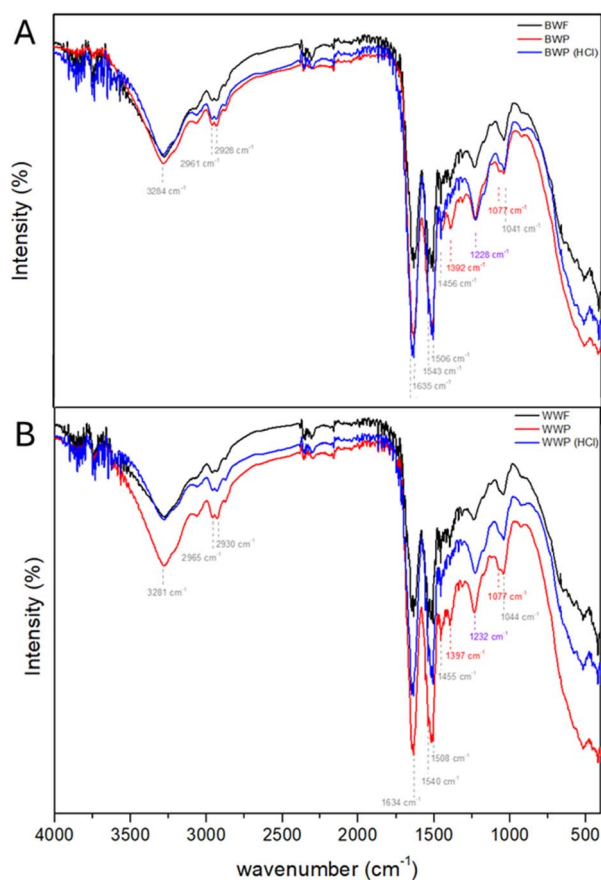 A
BWF
BWP
BWP (HCl)
Intensity (%)
3284 cm⁻¹
2961 cm⁻¹
2928 cm⁻¹
1635 cm⁻¹
1543 cm⁻¹
1506 cm⁻¹
1456 cm⁻¹
1392 cm⁻¹
1228 cm⁻¹
1077 cm⁻¹
1041 cm⁻¹
B
WWF
WWP
WWP (HCl)
Intensity (%)
3281 cm⁻¹
2965 cm⁻¹
2930 cm⁻¹
1634 cm⁻¹
1540 cm⁻¹
1508 cm⁻¹
1455 cm⁻¹
1397 cm⁻¹
1232 cm⁻¹
1077 cm⁻¹
1044 cm⁻¹
4000 3500 3000 2500 2000 1500 1000 500
wavenumber (cm⁻¹)